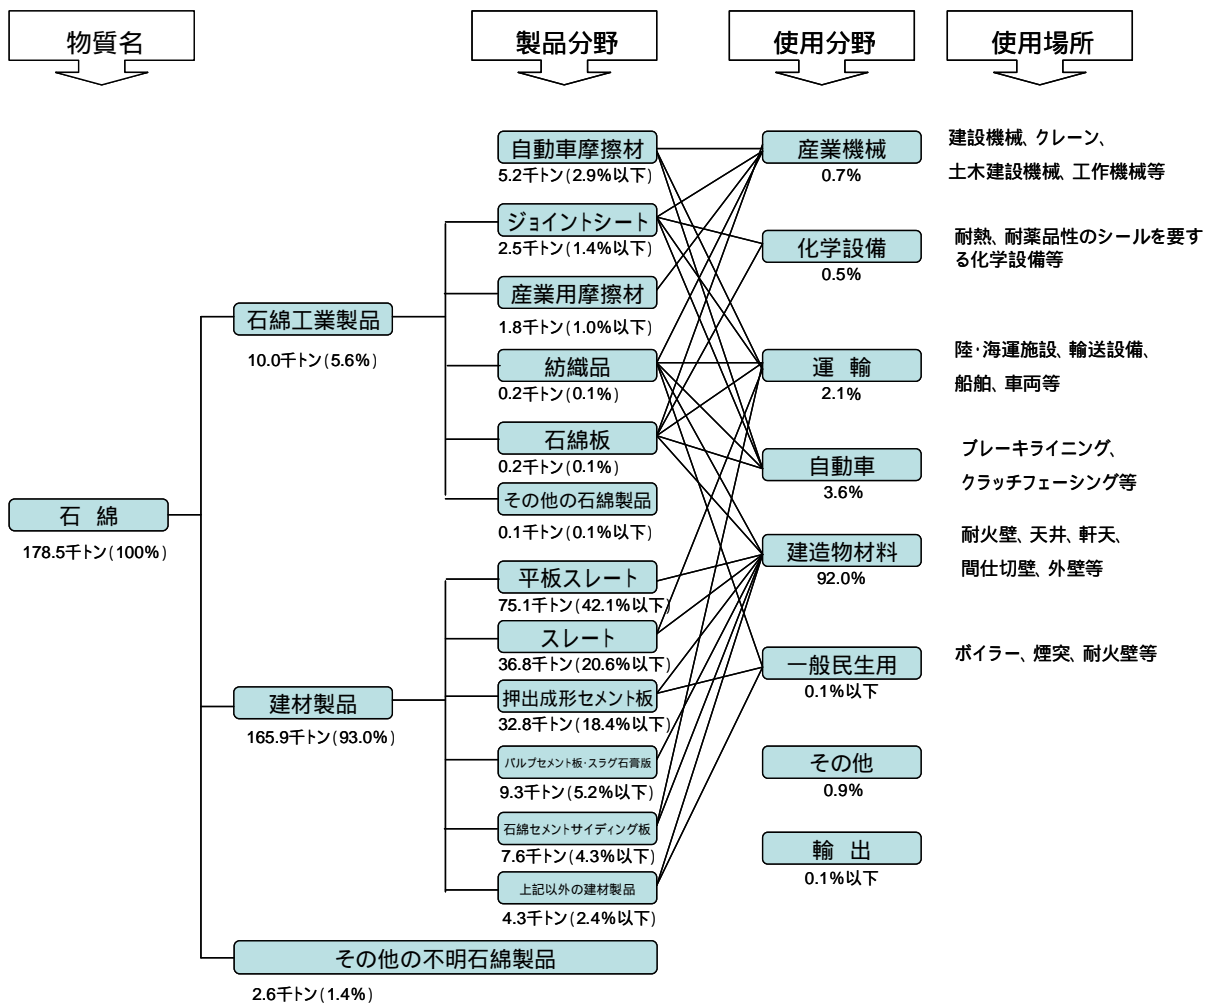 物質名
製品分野
使用分野
使用場所
石 綿
178.5千トン(100%)
石綿工業製品
10.0千トン(5.6%)
建材製品
165.9千トン(93.0%)
その他の不明石綿製品
2.6千トン(1.4%)
自動車摩擦材
5.2千トン(2.9%以下)
ジョイントシート
2.5千トン(1.4%以下)
産業用摩擦材
1.8千トン(1.0%以下)
紡織品
0.2千トン(0.1%)
石綿板
0.2千トン(0.1%)
その他の石綿製品
0.1千トン(0.1%以下)
平板スレート
75.1千トン(42.1%以下)
スレート
36.8千トン(20.6%以下)
押出成形セメント板
32.8千トン(18.4%以下)
パルプセメント板・スラグ石膏版
9.3千トン(5.2%以下)
石綿セメントサイディング板
7.6千トン(4.3%以下)
上記以外の建材製品
4.3千トン(2.4%以下)
産業機械
0.7%
化学設備
0.5%
運 輸
2.1%
自動車
3.6%
建造物材料
92.0%
一般民生用
0.1%以下
その他
0.9%
輸 出
0.1%以下
建設機械、クレーン、
土木建設機械、工作機械等
耐熱、耐薬品性のシールを要す
る化学設備等
陸・海運施設、輸送設備、
船舶、車両等
ブレーキライニング、
クラッチフェーシング等
耐火壁、天井、軒天、
間仕切壁、外壁等
ボイラー、煙突、耐火壁等